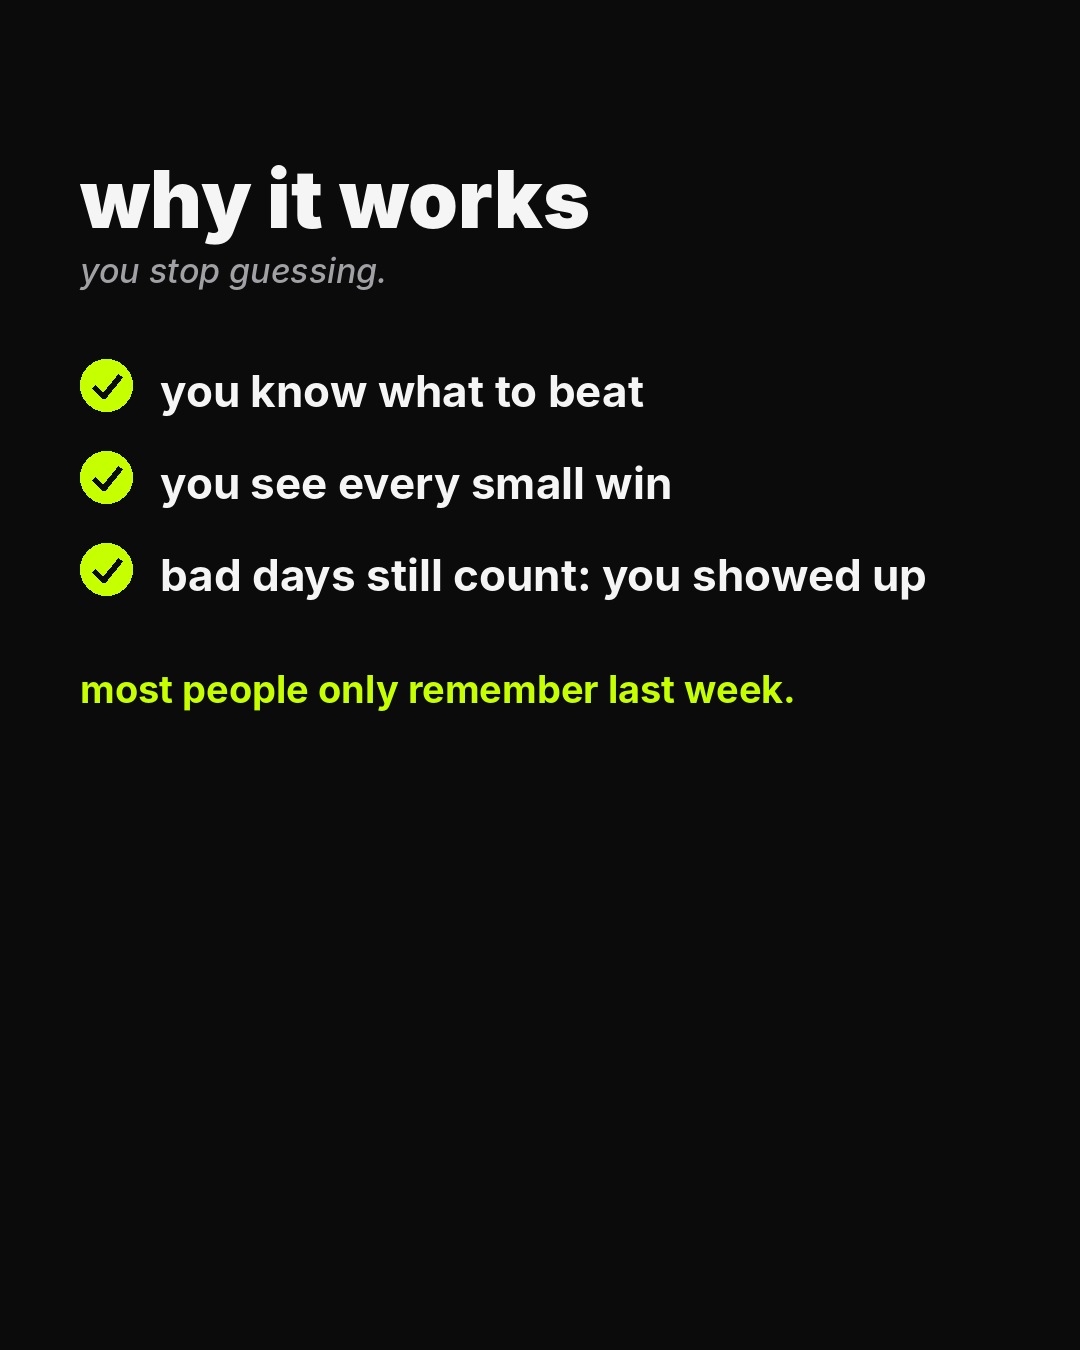 why it works
you stop guessing.
you know what to beat
you see every small win
bad days still count: you showed up
most people only remember last week.